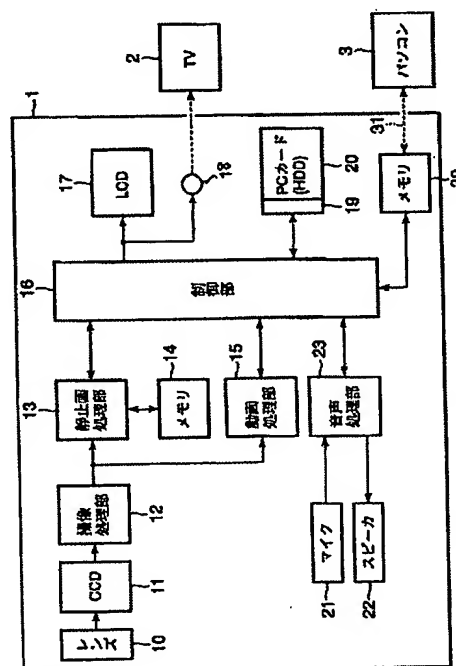 1
2
TV
3
パソコン
31
17
LCD
18
20
PCカード
(HDD)
19
メモリ
16
制御部
13
静止画
処理部
14
メモリ
15
動画
処理部
23
音声
処理部
12
撮像
処理部
11
CCD
10
レンズ
21
マイク
22
スピーカ